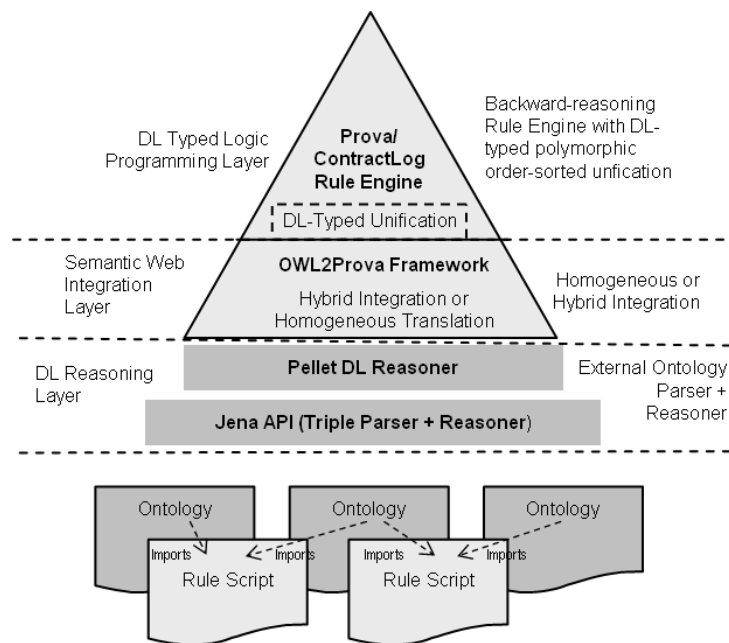 DL Typed Logic
Programming Layer
Prova/
ContractLog
Rule Engine
DL-Typed Unification
Backward-reasoning
Rule Engine with DL-
typed polymorphic
order-sorted unfication
Semantic Web
Integration
Layer
OWL2Prova Framework
Hybrid Integration or
Homogeneous Translation
Homogeneous or
Hybrid Integration
DL Reasoning
Layer
Pellet DL Reasoner
Jena API (Triple Parser + Reasoner)
External Ontology
Parser +
Reasoner
Ontology
Ontology
Ontology
Imports
Imports
Imports
Imports
Rule Script
Rule Script